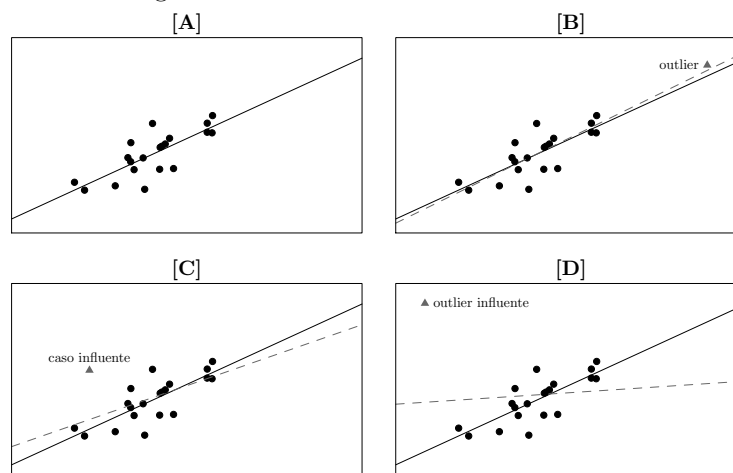 [A]
[B]
outlier
[C]
[D]
caso influente
outlier influente